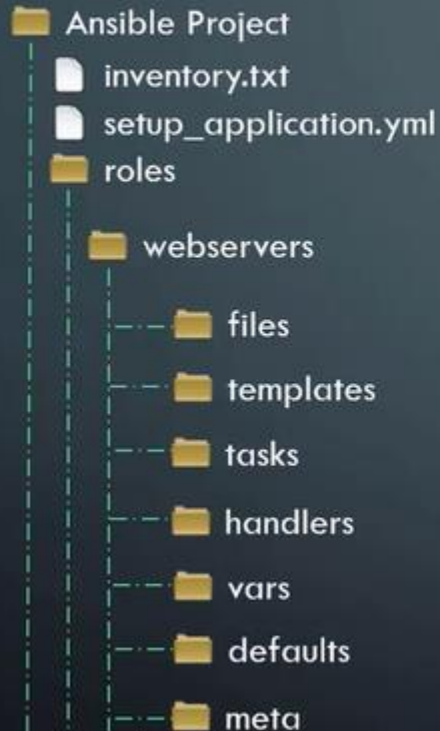 Ansible Project
inventory.txt
setup_application.yml
roles
webservers
files
templates
tasks
handlers
vars
defaults
meta